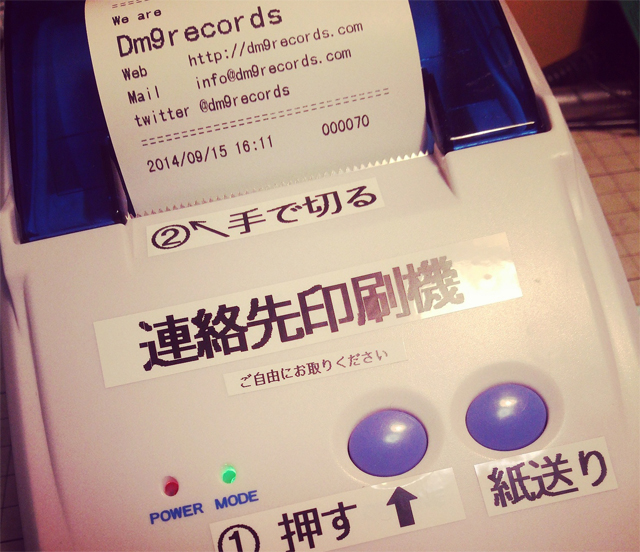 We are
Dm9records
Web http://dm9records.com
Mail info@dm9records.com
twitter @dm9records
2014/09/15 16:11 000070
②↖手で切る
連絡先印刷機
ご自由にお取りください
POWER MODE
① 押す ↑
紙送り